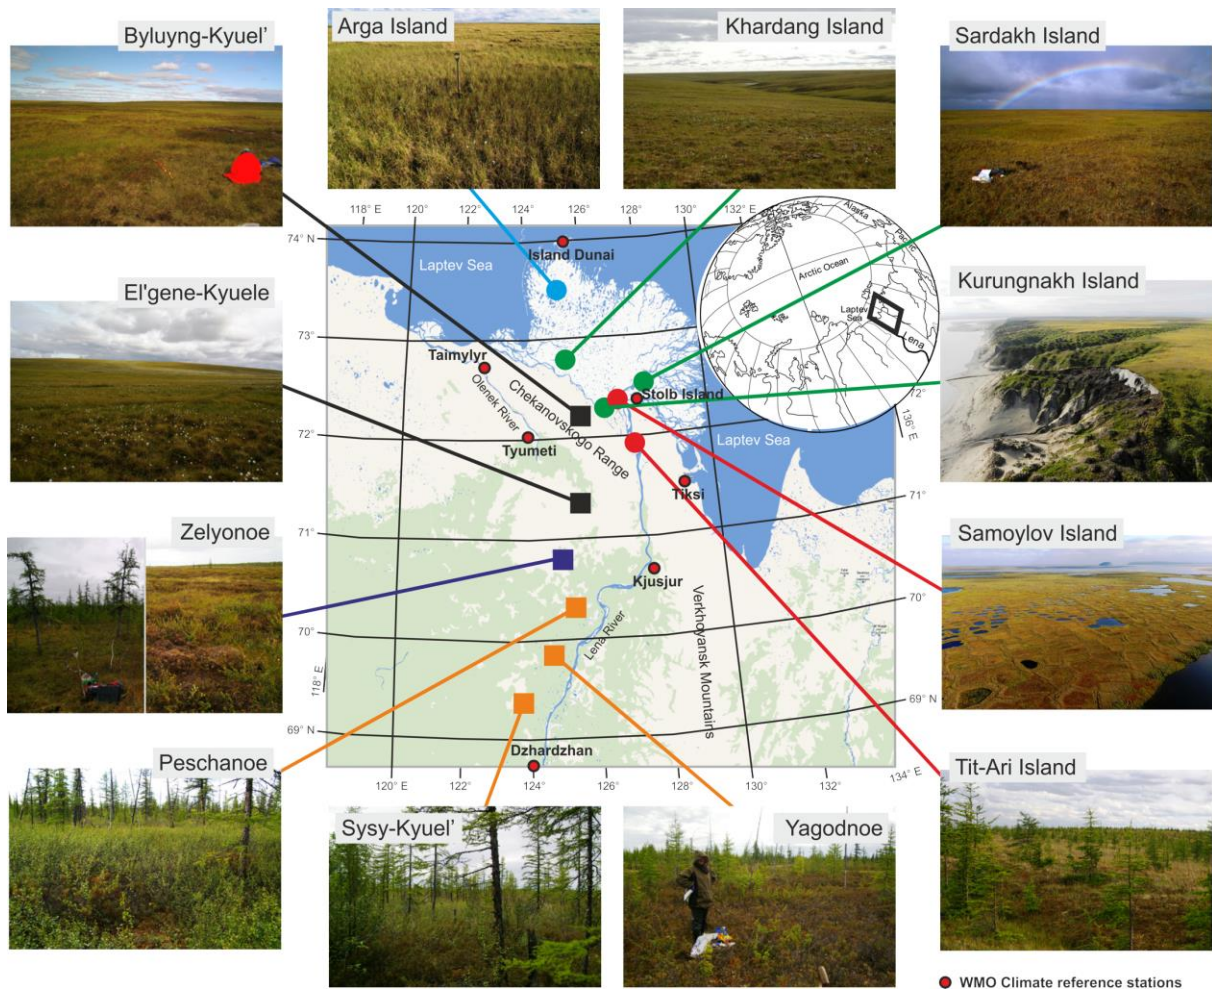 Byluyng-Kyuel'
Arga Island
Khardang Island
Sardakh Island
118° E
120°
122°
124°
126°
128°
130°
132° E
74° N
Island Dunai
Laptev Sea
Alaska
Pacific
Arctic Ocean
Laptev
Sea
Lena
El'gene-Kyuele
Kurungnakh Island
73°
Taimylyr
Olenek River
Chekanovskogo Range
Stolb Island
72°
136° E
72°
Tyumeti
Laptev Sea
Tiksi
71°
Zelyonoe
71°
Samoylov Island
Kjusjur
70°
Verkhoyansk Mountains
70°
Lena River
118° E
69° N
69° N
Peschanoe
Dzhardzhan
Tit-Ari Island
120° E
122°
124°
126°
128°
130°
132°
134° E
Sysy-Kyuel'
Yagodnoe
WMO Climate reference stations